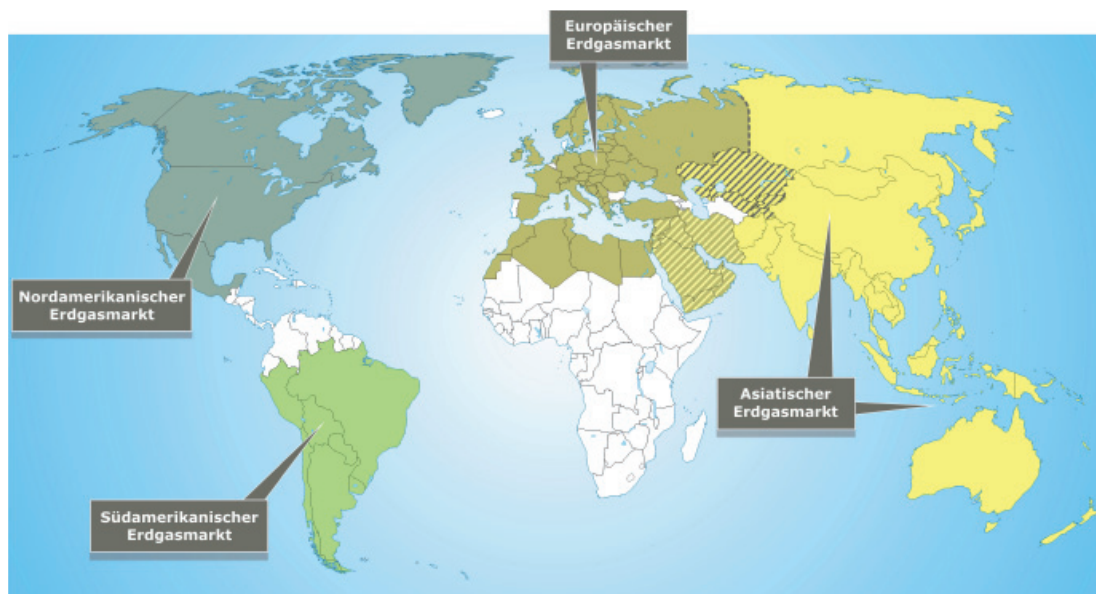 Europäischer
Erdgasmarkt
Nordamerikanischer
Erdgasmarkt
Asiatischer
Erdgasmarkt
Südamerikanischer
Erdgasmarkt